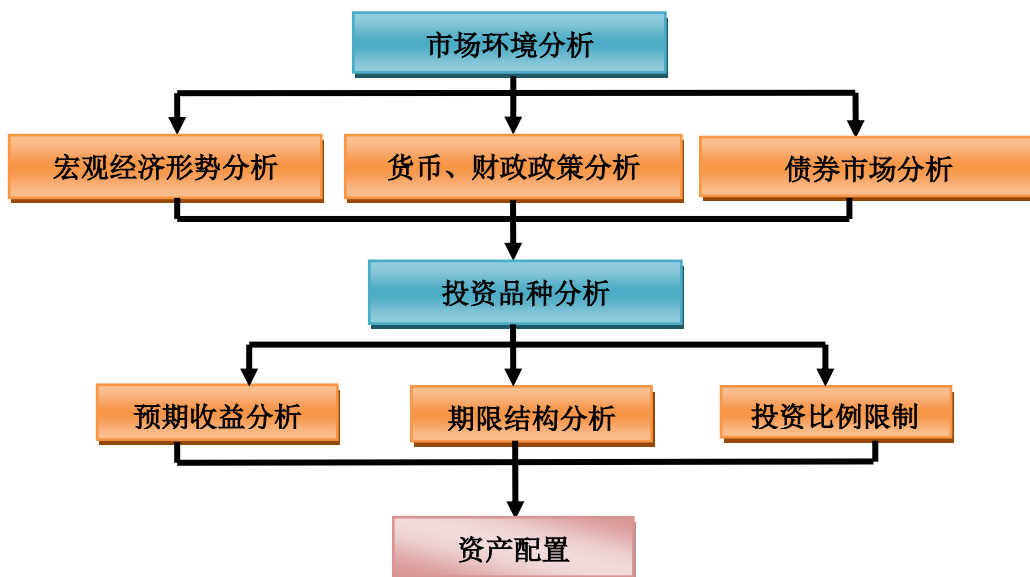 市场环境分析
宏观经济形势分析
货币、财政政策分析
债券市场分析
投资品种分析
预期收益分析
期限结构分析
投资比例限制
资产配置